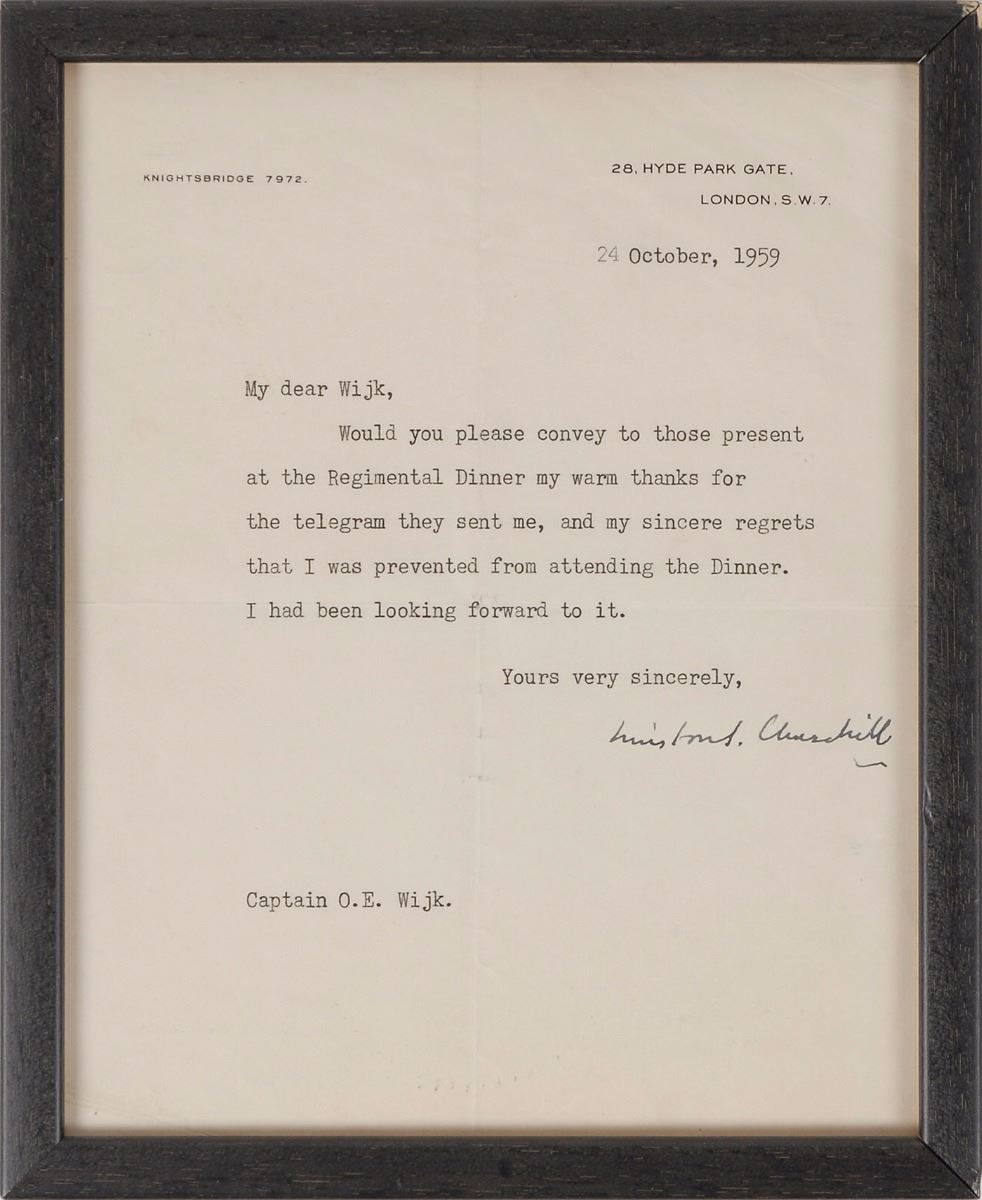 KNIGHTSBRIDGE 7972.
28, HYDE PARK GATE,
LONDON, S.W.7.
24 October, 1959
My dear Wijk,
Would you please convey to those present
at the Regimental Dinner my warm thanks for
the telegram they sent me, and my sincere regrets
that I was prevented from attending the Dinner.
I had been looking forward to it.
Yours very sincerely,
Winston S. Churchill
Captain O.E. Wijk.